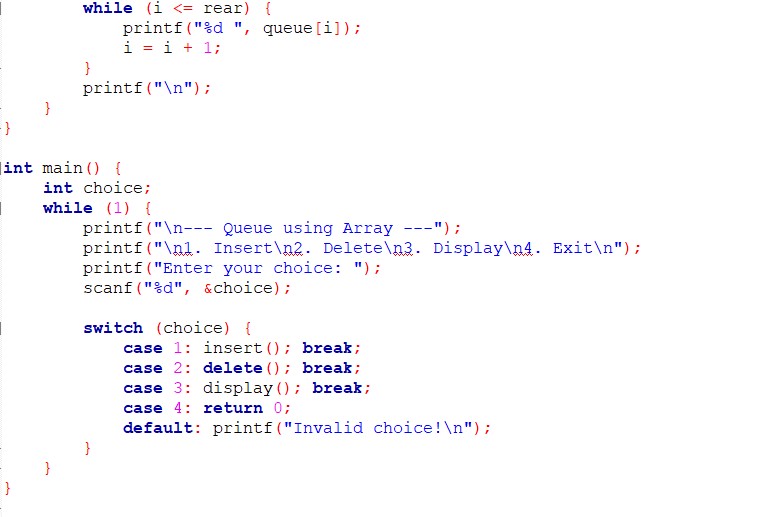 while (i <= rear) {
            printf("%d ", queue[i]);
            i = i + 1;
        }
        printf("\n");
    }
}

int main() {
    int choice;
    while (1) {
        printf("\n--- Queue using Array ---");
        printf("\n1. Insert\n2. Delete\n3. Display\n4. Exit\n");
        printf("Enter your choice: ");
        scanf("%d", &choice);

        switch (choice) {
            case 1: insert(); break;
            case 2: delete(); break;
            case 3: display(); break;
            case 4: return 0;
            default: printf("Invalid choice!\n");
        }
    }
}